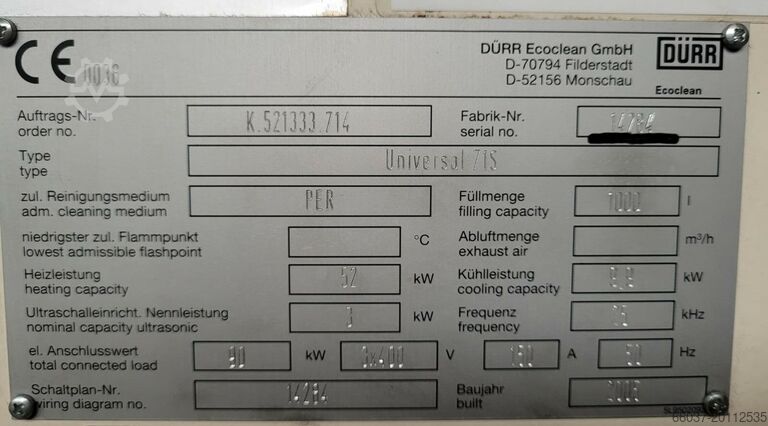 CE 0036
DÜRR Ecoclean GmbH
D-70794 Filderstadt
D-52156 Monschau
DÜRR
Ecoclean
Auftrags-Nr. K.521333.714 Fabrik-Nr.
order no. serial no.
Type Universal 71S
type
zul. Reinigungsmedium PER Füllmenge 1000 l
adm. cleaning medium filling capacity
niedrigster zul. Flammpunkt °C Abluftmenge m³/h
lowest admissible flashpoint exhaust air
Heizleistung 52 kW Kühlleistung kW
heating capacity cooling capacity
Ultraschalleinricht. Nennleistung 3 kW Frequenz kHz
nominal capacity ultrasonic frequency
el. Anschlusswert 90 kW 3x400 V A Hz
total connected load
Schaltplan-Nr. 14284 Baujahr
wiring diagram no. built
66037-20112535